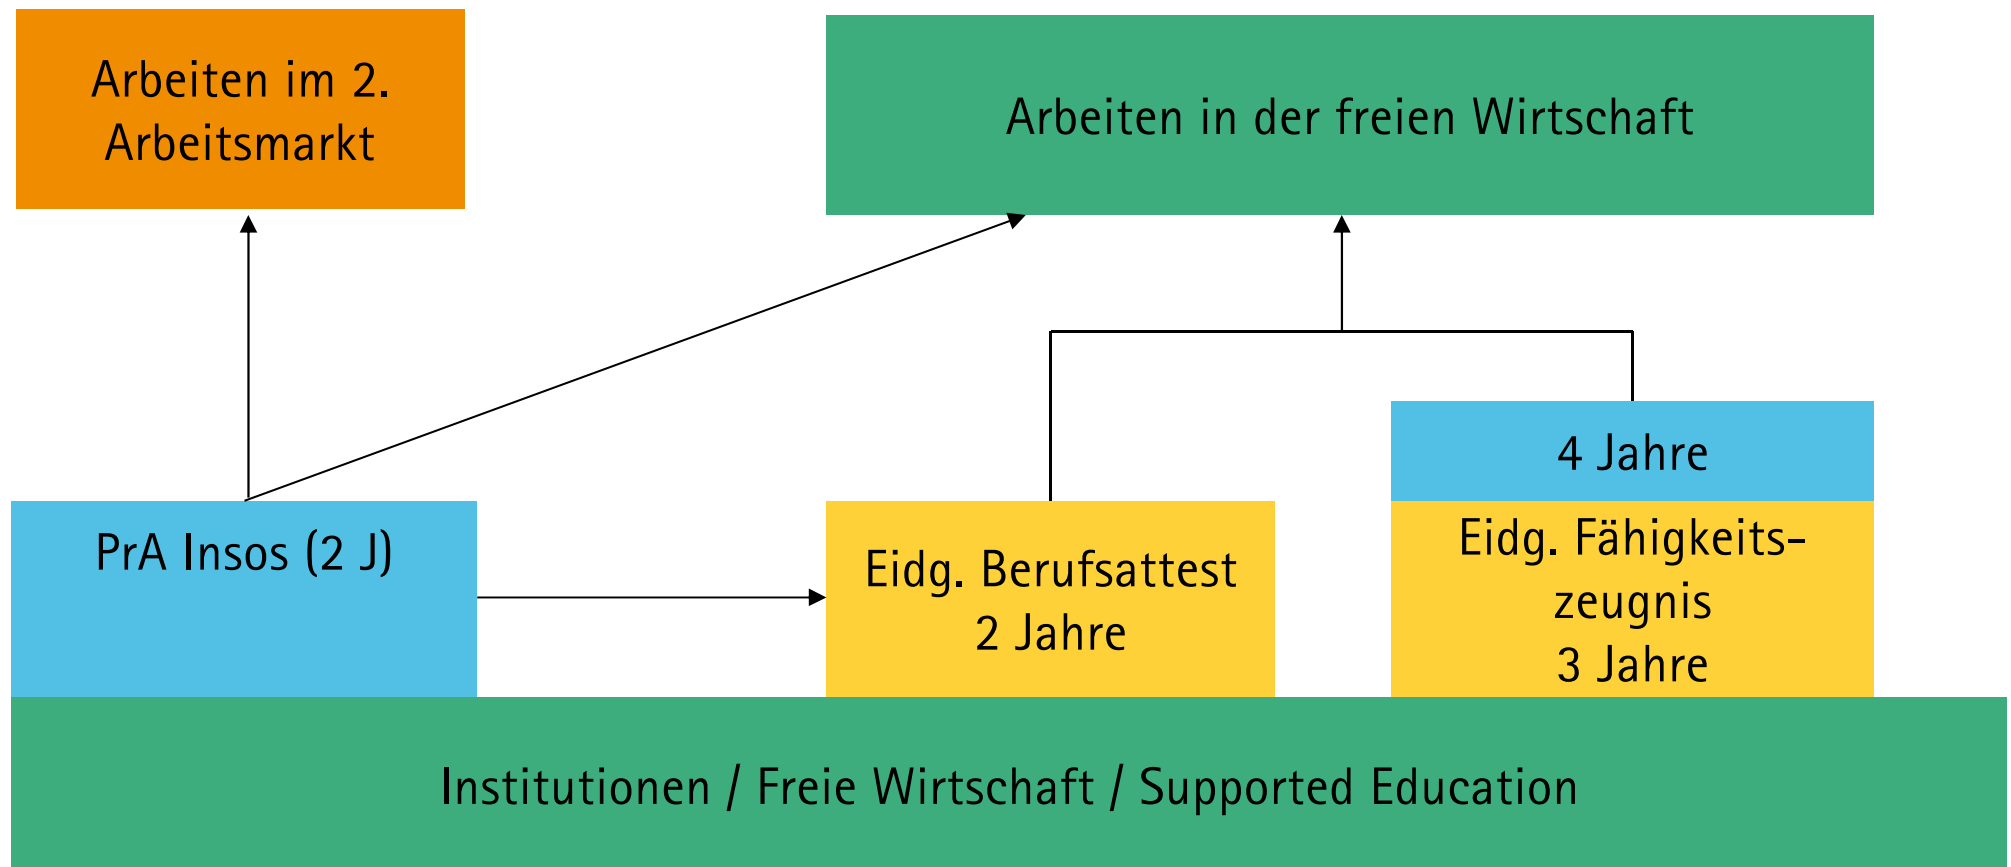 Arbeiten im 2.
Arbeitsmarkt
Arbeiten in der freien Wirtschaft
PrA Insos (2 J)
Eidg. Berufsattest
2 Jahre
4 Jahre
Eidg. Fähigkeits-
zeugnis
3 Jahre
Institutionen / Freie Wirtschaft / Supported Education